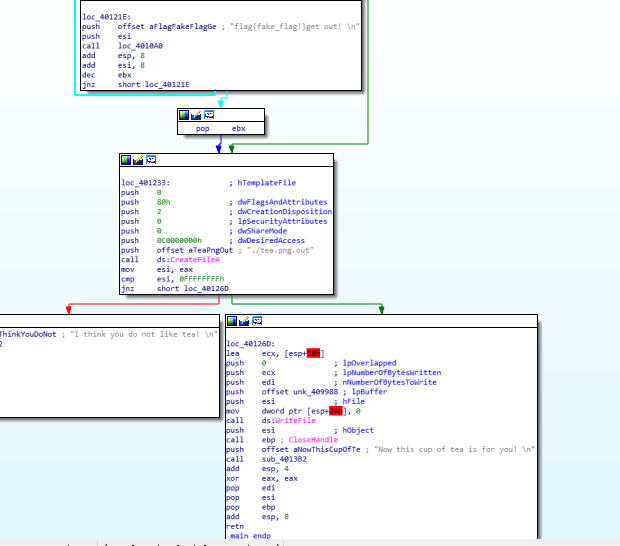 loc_40121E:
push offset aFlagFakeFlagGe ; "flag{fake_flag!}get out! \n"
push esi
call loc_4010A0
add esp, 8
add esi, 8
dec ebx
jnz short loc_40121E
pop ebx
loc_401233: ; hTemplateFile
push 0
push 80h ; dwFlagsAndAttributes
push 2 ; dwCreationDisposition
push 0 ; lpSecurityAttributes
push 0 ; dwShareMode
push 0C0000000h ; dwDesiredAccess
push offset aTeaPngOut ; "./tea.png.out"
call ds:CreateFileA
mov esi, eax
cmp esi, 0FFFFFFFFh
jnz short loc_40126D
ThinkYouDoNot ; "I think you do not like tea! \n"
2
loc_40126D:
lea ecx, [esp+10h]
push 0 ; lpOverlapped
push ecx ; lpNumberOfBytesWritten
push edi ; nNumberOfBytesToWrite
push offset unk_409988 ; lpBuffer
push esi ; hFile
mov dword ptr [esp+24h], 0
call ds:WriteFile
push esi ; hObject
call ebp ; CloseHandle
push offset aNowThisCupOfTe ; "Now this cup of tea is for you! \n"
call sub_4013B2
add esp, 4
xor eax, eax
pop edi
pop esi
pop ebp
add esp, 8
retn
main endp